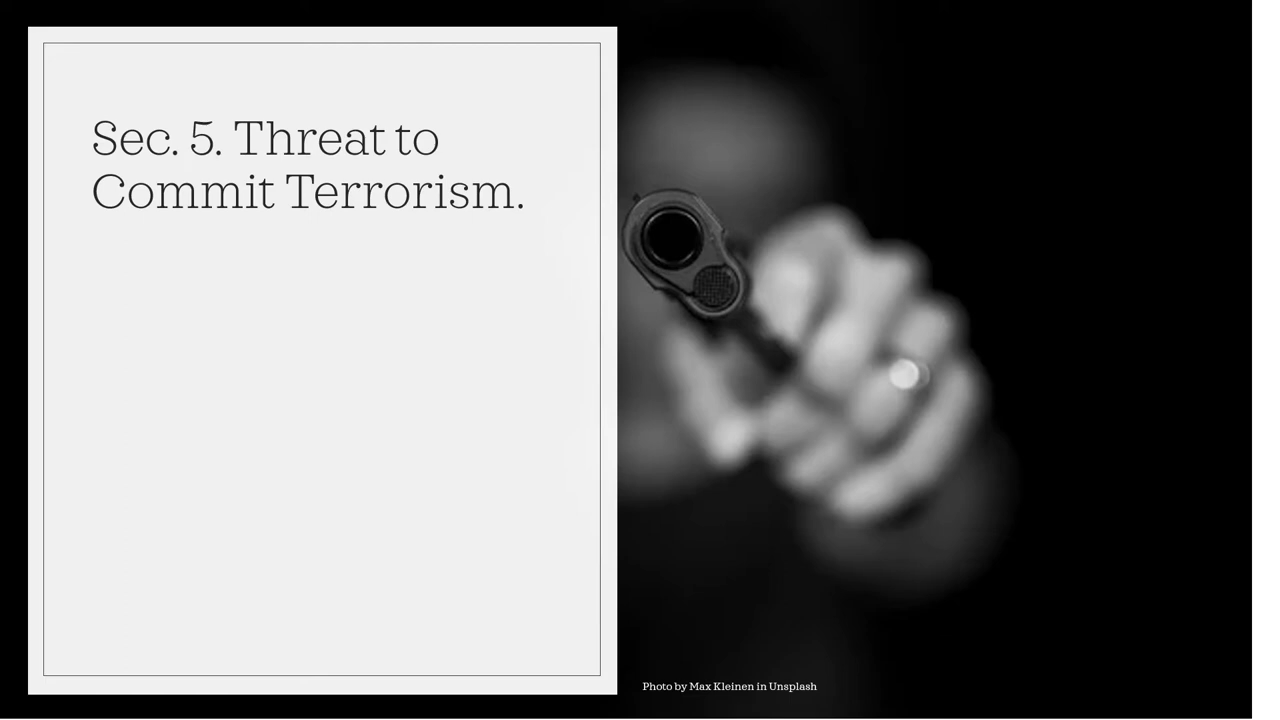 Sec. 5. Threat to
Commit Terrorism.
Photo by Max Kleinen in Unsplash